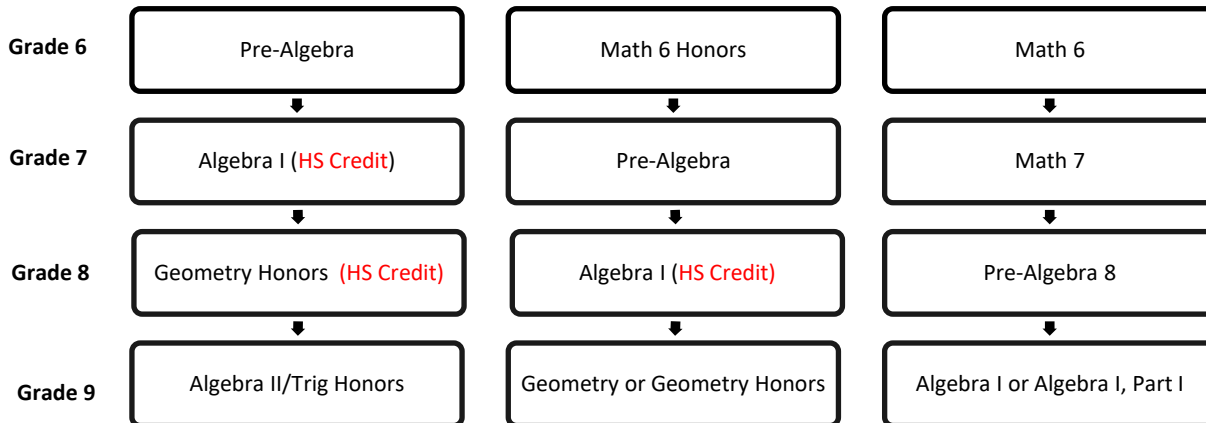 Grade 6 Pre-Algebra Math 6 Honors Math 6
Grade 7 Algebra I (HS Credit) Pre-Algebra Math 7
Grade 8 Geometry Honors (HS Credit) Algebra I (HS Credit) Pre-Algebra 8
Grade 9 Algebra II/Trig Honors Geometry or Geometry Honors Algebra I or Algebra I, Part I